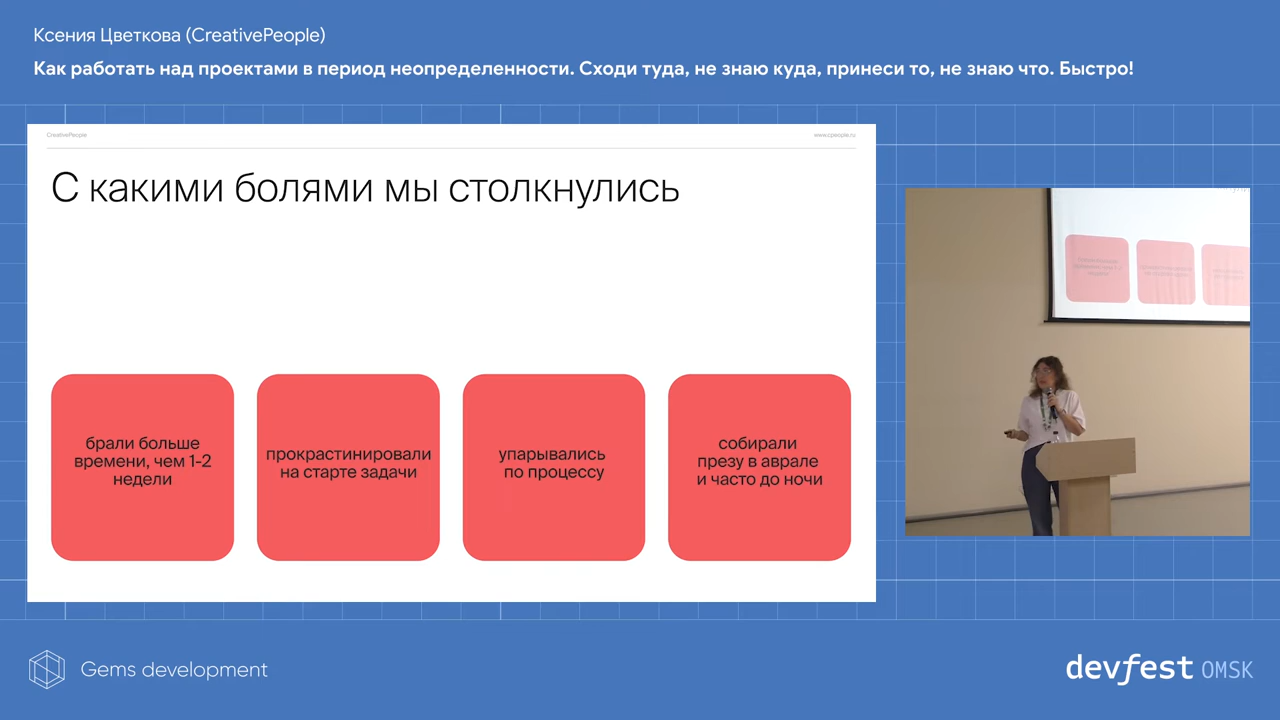 Ксения Цветкова (CreativePeople)
Как работать над проектами в период неопределенности. Сходи туда, не знаю куда, принеси то, не знаю что. Быстро!
CreativePeople
www.cpeople.ru
С какими болями мы столкнулись
брали больше
времени, чем 1-2
недели
прокрастинировали
на старте задачи
упарывались
по процессу
собирали
презу в аврале
и часто до ночи
Gems development
devfest OMSK